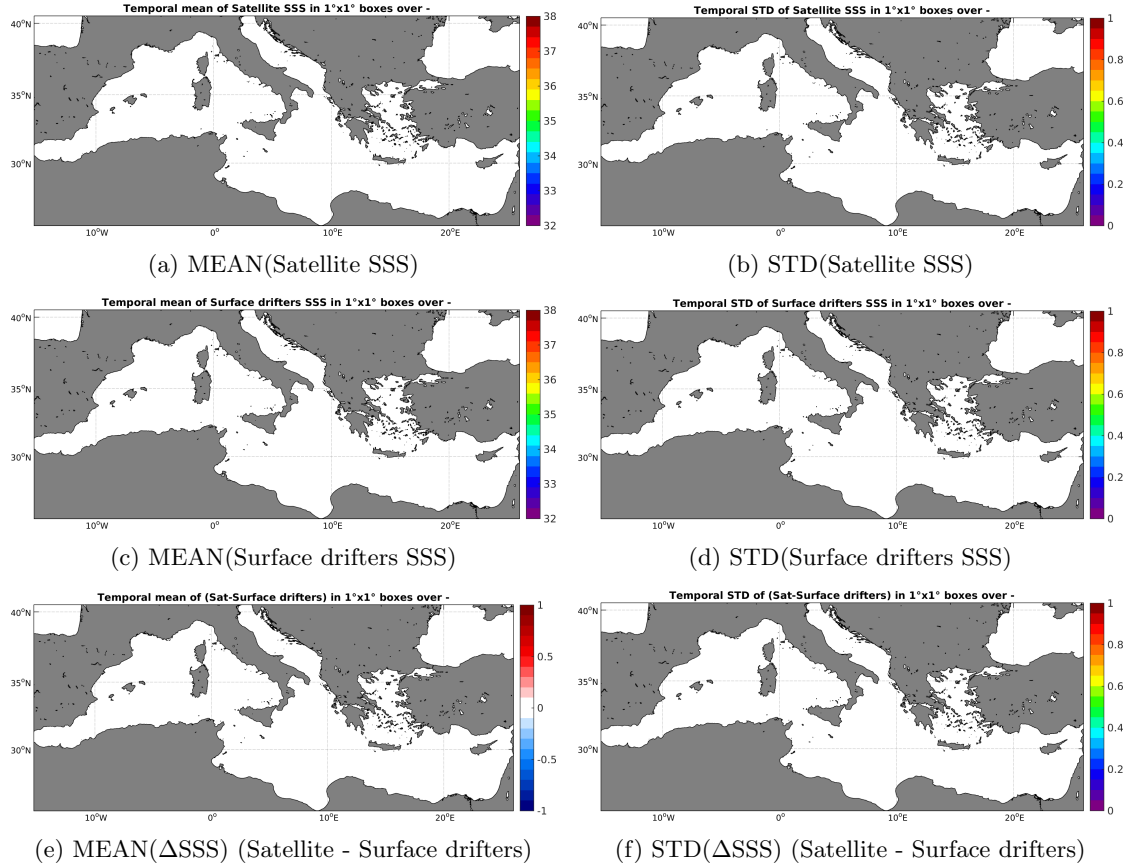 Temporal mean of Satellite SSS in 1°x1° boxes over -
40°N
35°N
30°N
10°W
0°
10°E
20°E
38
37
36
35
34
33
32
(a) MEAN(Satellite SSS)
Temporal STD of Satellite SSS in 1°x1° boxes over -
40°N
35°N
30°N
10°W
0°
10°E
20°E
1
0.8
0.6
0.4
0.2
0
(b) STD(Satellite SSS)
Temporal mean of Surface drifters SSS in 1°x1° boxes over -
40°N
35°N
30°N
10°W
0°
10°E
20°E
38
37
36
35
34
33
32
(c) MEAN(Surface drifters SSS)
Temporal STD of Surface drifters SSS in 1°x1° boxes over -
40°N
35°N
30°N
10°W
0°
10°E
20°E
1
0.8
0.6
0.4
0.2
0
(d) STD(Surface drifters SSS)
Temporal mean of (Sat-Surface drifters) in 1°x1° boxes over -
40°N
35°N
30°N
10°W
0°
10°E
20°E
1
0.5
0
-0.5
-1
(e) MEAN(ΔSSS) (Satellite - Surface drifters)
Temporal STD of (Sat-Surface drifters) in 1°x1° boxes over -
40°N
35°N
30°N
10°W
0°
10°E
20°E
1
0.8
0.6
0.4
0.2
0
(f) STD(ΔSSS) (Satellite - Surface drifters)